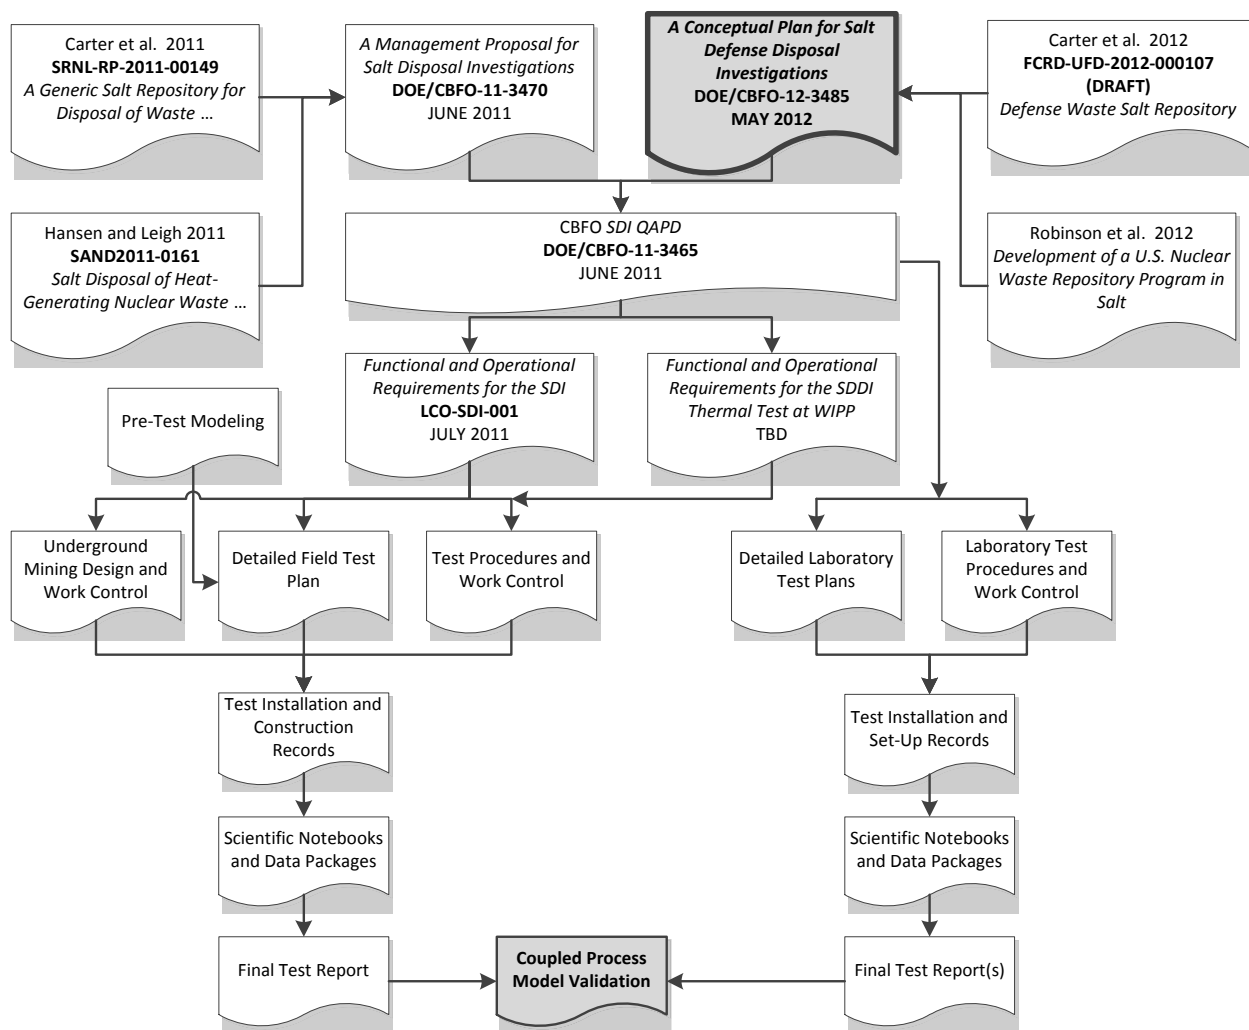 Carter et al. 2011
SRNL-RP-2011-00149
A Generic Salt Repository for
Disposal of Waste …
A Management Proposal for
Salt Disposal Investigations
DOE/CBFO-11-3470
JUNE 2011
A Conceptual Plan for Salt
Defense Disposal
Investigations
DOE/CBFO-12-3485
MAY 2012
Carter et al. 2012
FCRD-UFD-2012-000107
(DRAFT)
Defense Waste Salt Repository
Hansen and Leigh 2011
SAND2011-0161
Salt Disposal of Heat-
Generating Nuclear Waste …
CBFO SDI QAPD
DOE/CBFO-11-3465
JUNE 2011
Robinson et al. 2012
Development of a U.S. Nuclear
Waste Repository Program in
Salt
Pre-Test Modeling
Functional and Operational
Requirements for the SDI
LCO-SDI-001
JULY 2011
Functional and Operational
Requirements for the SDDI
Thermal Test at WIPP
TBD
Underground
Mining Design and
Work Control
Detailed Field Test
Plan
Test Procedures and
Work Control
Detailed Laboratory
Test Plans
Laboratory Test
Procedures and
Work Control
Test Installation and
Construction
Records
Test Installation and
Set-Up Records
Scientific Notebooks
and Data Packages
Scientific Notebooks
and Data Packages
Final Test Report
Coupled Process
Model Validation
Final Test Report(s)